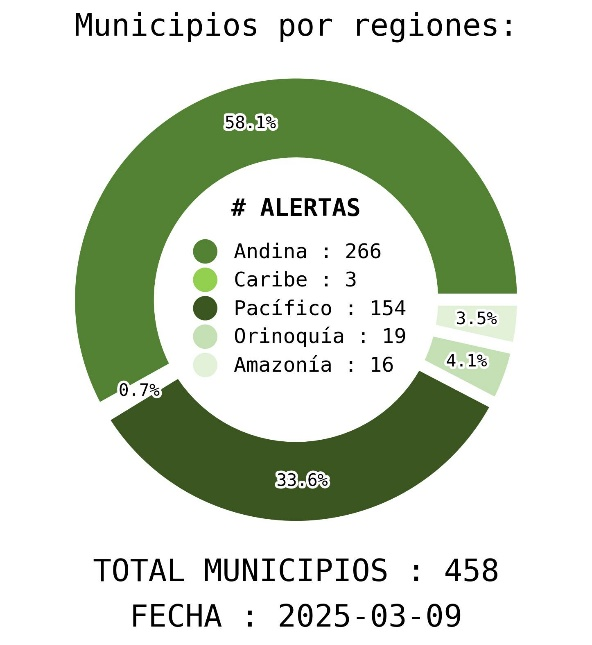 Municipios por regiones:
58.1%
# ALERTAS
Andina : 266
Caribe : 3
Pacífico : 154
Orinoquía : 19
Amazonía : 16
3.5%
4.1%
0.7%
33.6%
TOTAL MUNICIPIOS : 458
FECHA : 2025-03-09